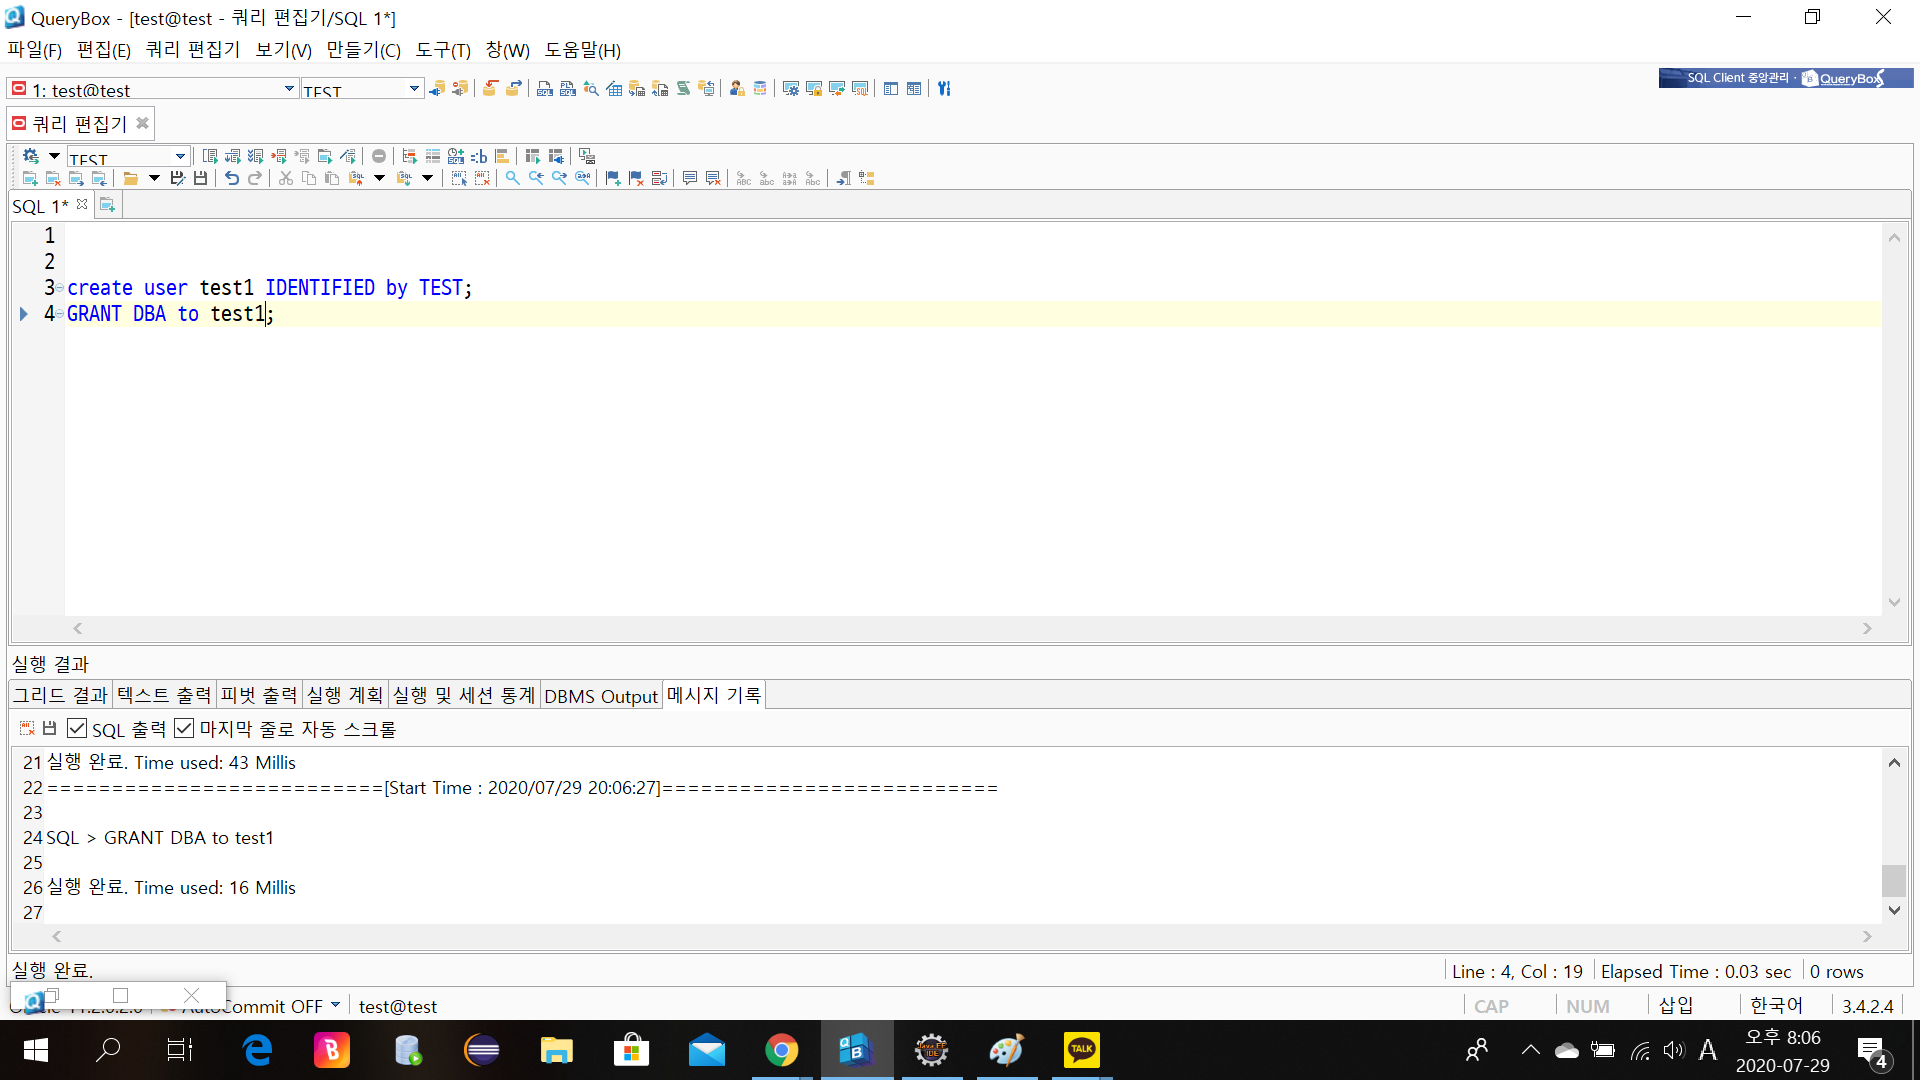 QueryBox - [test@test - 쿼리 편집기/SQL 1*]
파일(F) 편집(E) 쿼리 편집기 보기(V) 만들기(C) 도구(T) 창(W) 도움말(H)
1: test@test TEST
SQL Client 중앙관리 · QueryBox
쿼리 편집기
TEST
SQL 1*
1
2
3 create user test1 IDENTIFIED by TEST;
4 GRANT DBA to test1;
실행 결과
그리드 결과 텍스트 출력 피벗 출력 실행 계획 실행 및 세션 통계 DBMS Output 메시지 기록
SQL 출력 마지막 줄로 자동 스크롤
21 실행 완료. Time used: 43 Millis
22 ==========================[Start Time : 2020/07/29 20:06:27]==========================
23
24 SQL > GRANT DBA to test1
25
26 실행 완료. Time used: 16 Millis
27
실행 완료.
Line : 4, Col : 19 Elapsed Time : 0.03 sec 0 rows
AutoCommit OFF test@test
CAP NUM 삽입 한국어 3.4.2.4
TALK
A
오후 8:06
2020-07-29
4